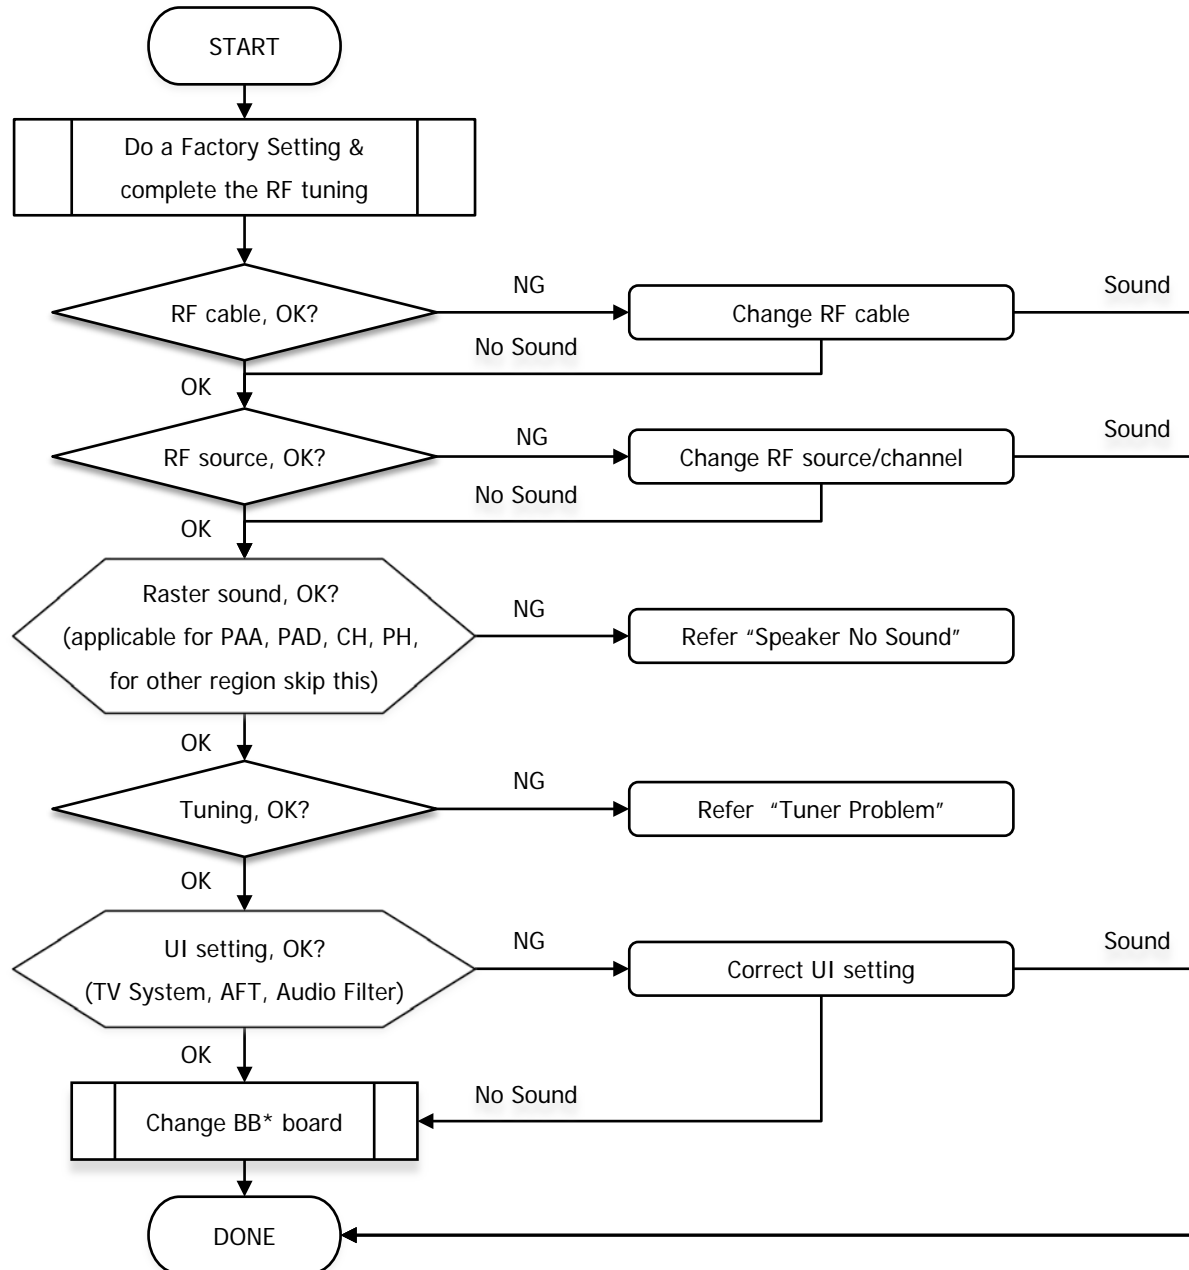 START
Do a Factory Setting &
complete the RF tuning
RF cable, OK?
NG
Change RF cable
Sound
No Sound
OK
RF source, OK?
NG
Change RF source/channel
Sound
No Sound
OK
Raster sound, OK?
(applicable for PAA, PAD, CH, PH,
for other region skip this)
NG
Refer “Speaker No Sound”
OK
Tuning, OK?
NG
Refer “Tuner Problem”
OK
UI setting, OK?
(TV System, AFT, Audio Filter)
NG
Correct UI setting
Sound
OK
No Sound
Change BB* board
DONE